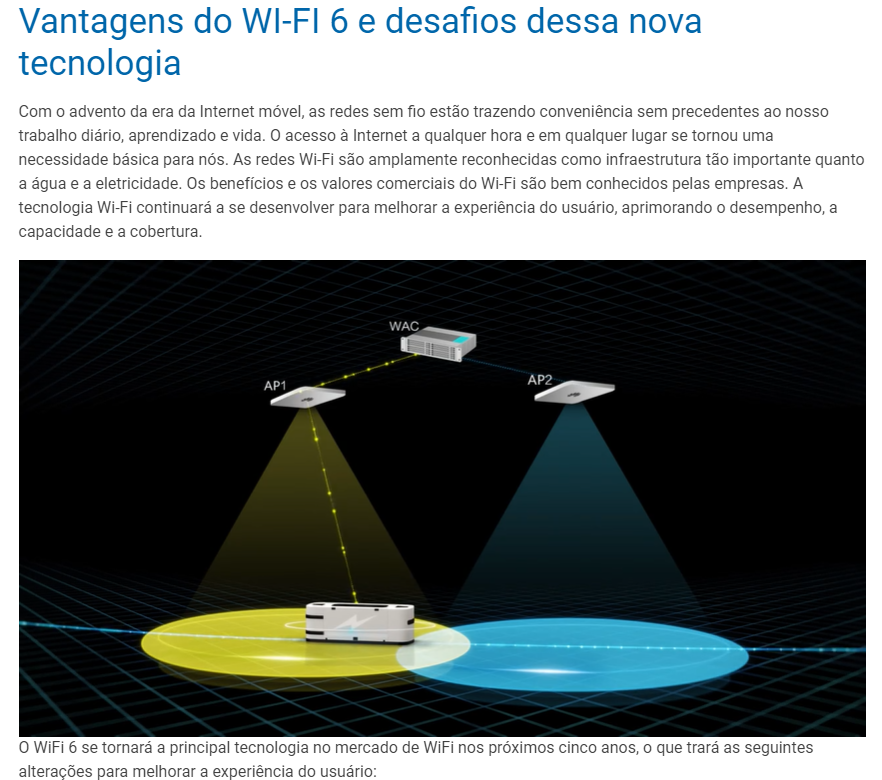 Vantagens do WI-FI 6 e desafios dessa nova
tecnologia
Com o advento da era da Internet móvel, as redes sem fio estão trazendo conveniência sem precedentes ao nosso
trabalho diário, aprendizado e vida. O acesso à Internet a qualquer hora e em qualquer lugar se tornou uma
necessidade básica para nós. As redes Wi-Fi são amplamente reconhecidas como infraestrutura tão importante quanto
a água e a eletricidade. Os benefícios e os valores comerciais do Wi-Fi são bem conhecidos pelas empresas. A
tecnologia Wi-Fi continuará a se desenvolver para melhorar a experiência do usuário, aprimorando o desempenho, a
capacidade e a cobertura.
WAC
AP1
AP2
O WiFi 6 se tornará a principal tecnologia no mercado de WiFi nos próximos cinco anos, o que trará as seguintes
alterações para melhorar a experiência do usuário: